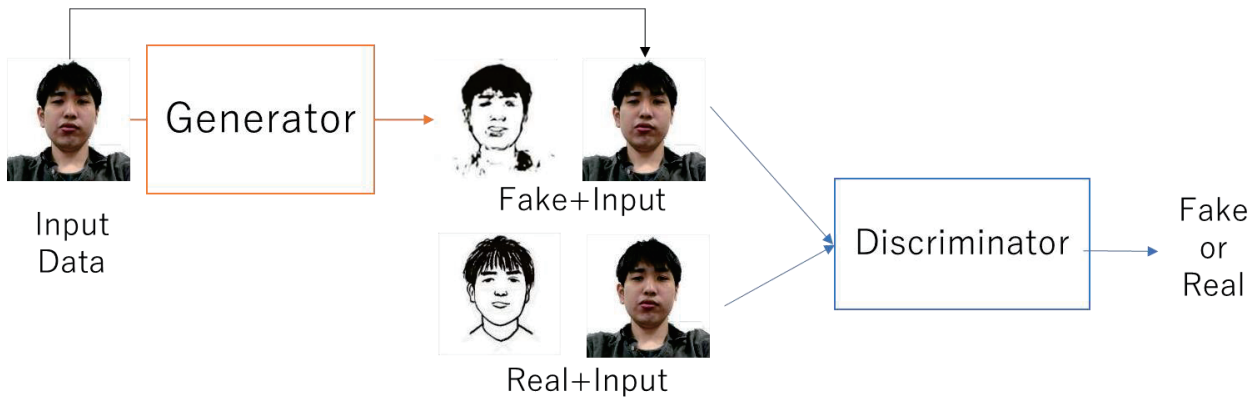 Generator
Input
Data
Fake+Input
Real+Input
Discriminator
Fake
or
Real